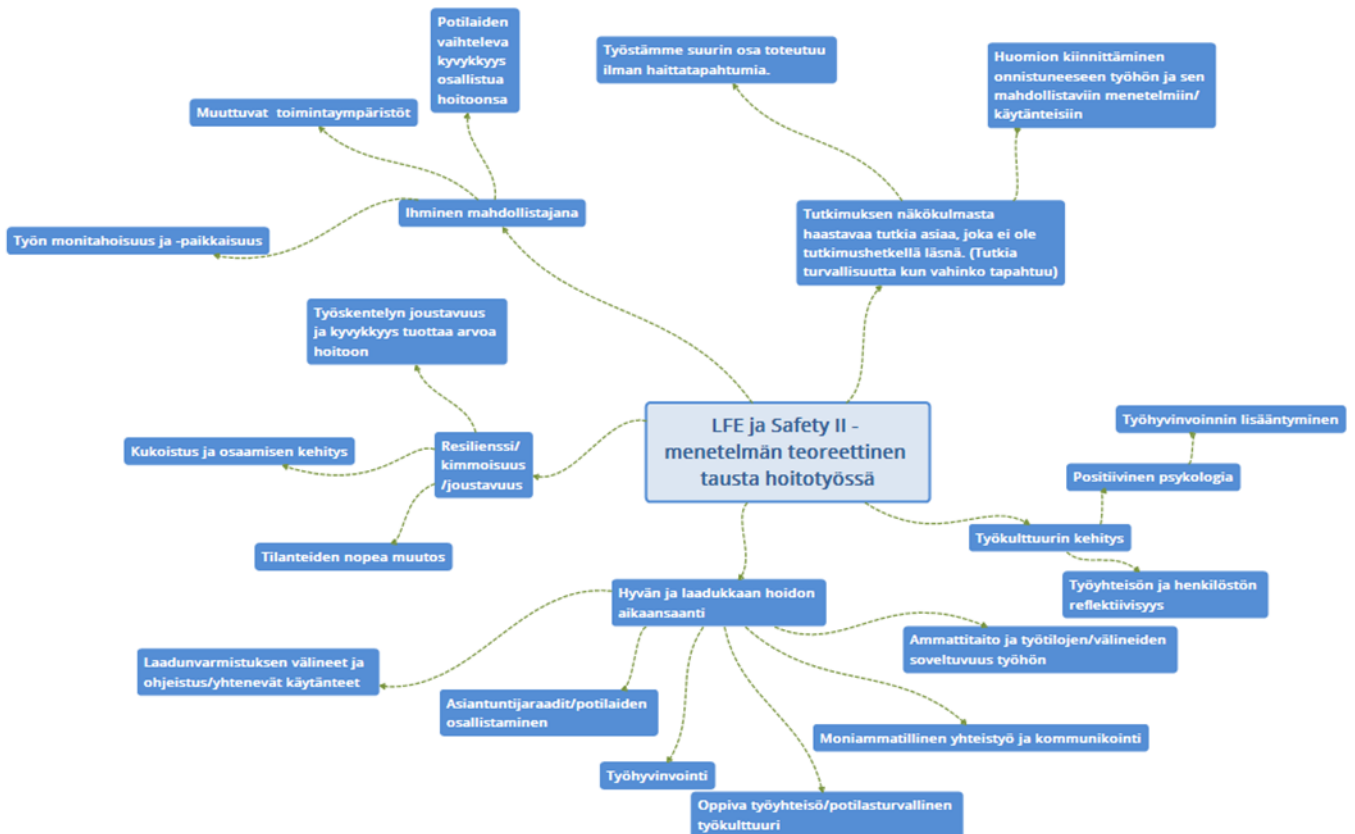 Potilaiden
vaihteleva
kyvykkyys
osallistua
hoitoonsa
Työstämme suurin osa toteutuu
ilman haittatapahtumia.
Huomion kiinnittäminen
onnistuneeseen työhön ja sen
mahdollistaviin menetelmiin/
käytänteisiin
Muuttuvat toimintaympäristöt
Ihminen mahdollistajana
Työn monitahoisuus ja -paikkaisuus
Tutkimuksen näkökulmasta
haastavaa tutkia asiaa, joka ei ole
tutkimushetkellä läsnä. (Tutkia
turvallisuutta kun vahinko tapahtuu)
Työskentelyn joustavuus
ja kyvykkyys tuottaa arvoa
hoitoon
LFE ja Safety II -
menetelmän teoreettinen
tausta hoitotyössä
Työhyvinvoinnin lisääntyminen
Kukoistus ja osaamisen kehitys
Resilienssi/
kimmoisuus
/joustavuus
Positiivinen psykologia
Tilanteiden nopea muutos
Työkulttuurin kehitys
Työyhteisön ja henkilöstön
reflektiivisyys
Hyvän ja laadukkaan hoidon
aikaansaanti
Ammattitaito ja työtilojen/välineiden
soveltuvuus työhön
Laadunvarmistuksen välineet ja
ohjeistus/yhtenevät käytänteet
Asiantuntijaraadit/potilaiden
osallistaminen
Moniammatillinen yhteistyö ja kommunikointi
Työhyvinvointi
Oppiva työyhteisö/potilasturvallinen
työkulttuuri